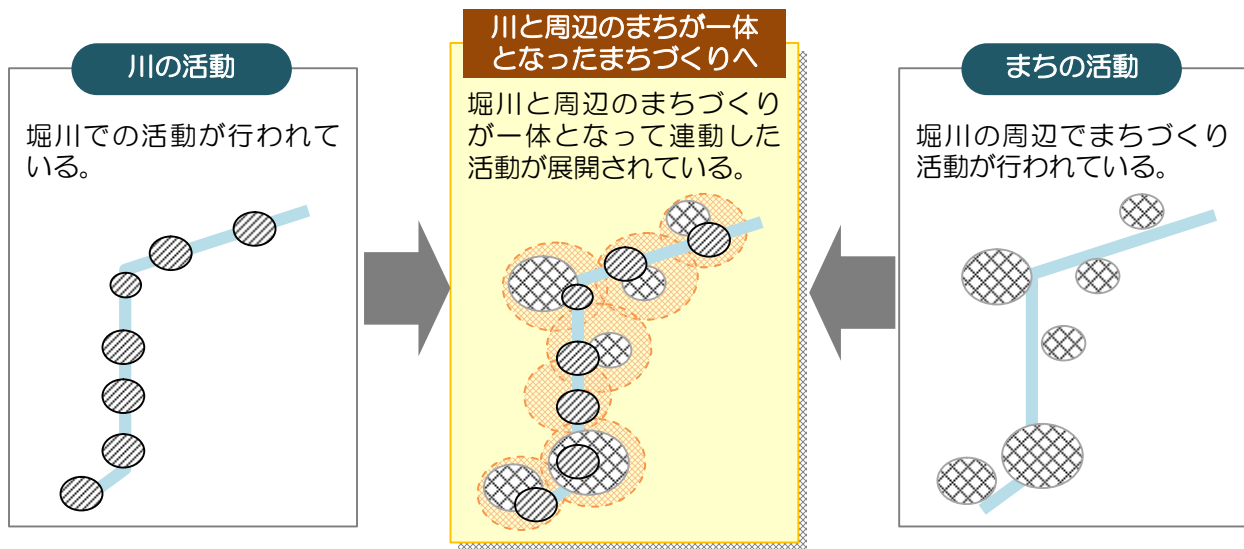 川の活動
堀川での活動が行われて
いる。
川と周辺のまちが一体
となったまちづくりへ
堀川と周辺のまちづくり
が一体となって連動した
活動が展開されている。
まちの活動
堀川の周辺でまちづくり
活動が行われている。